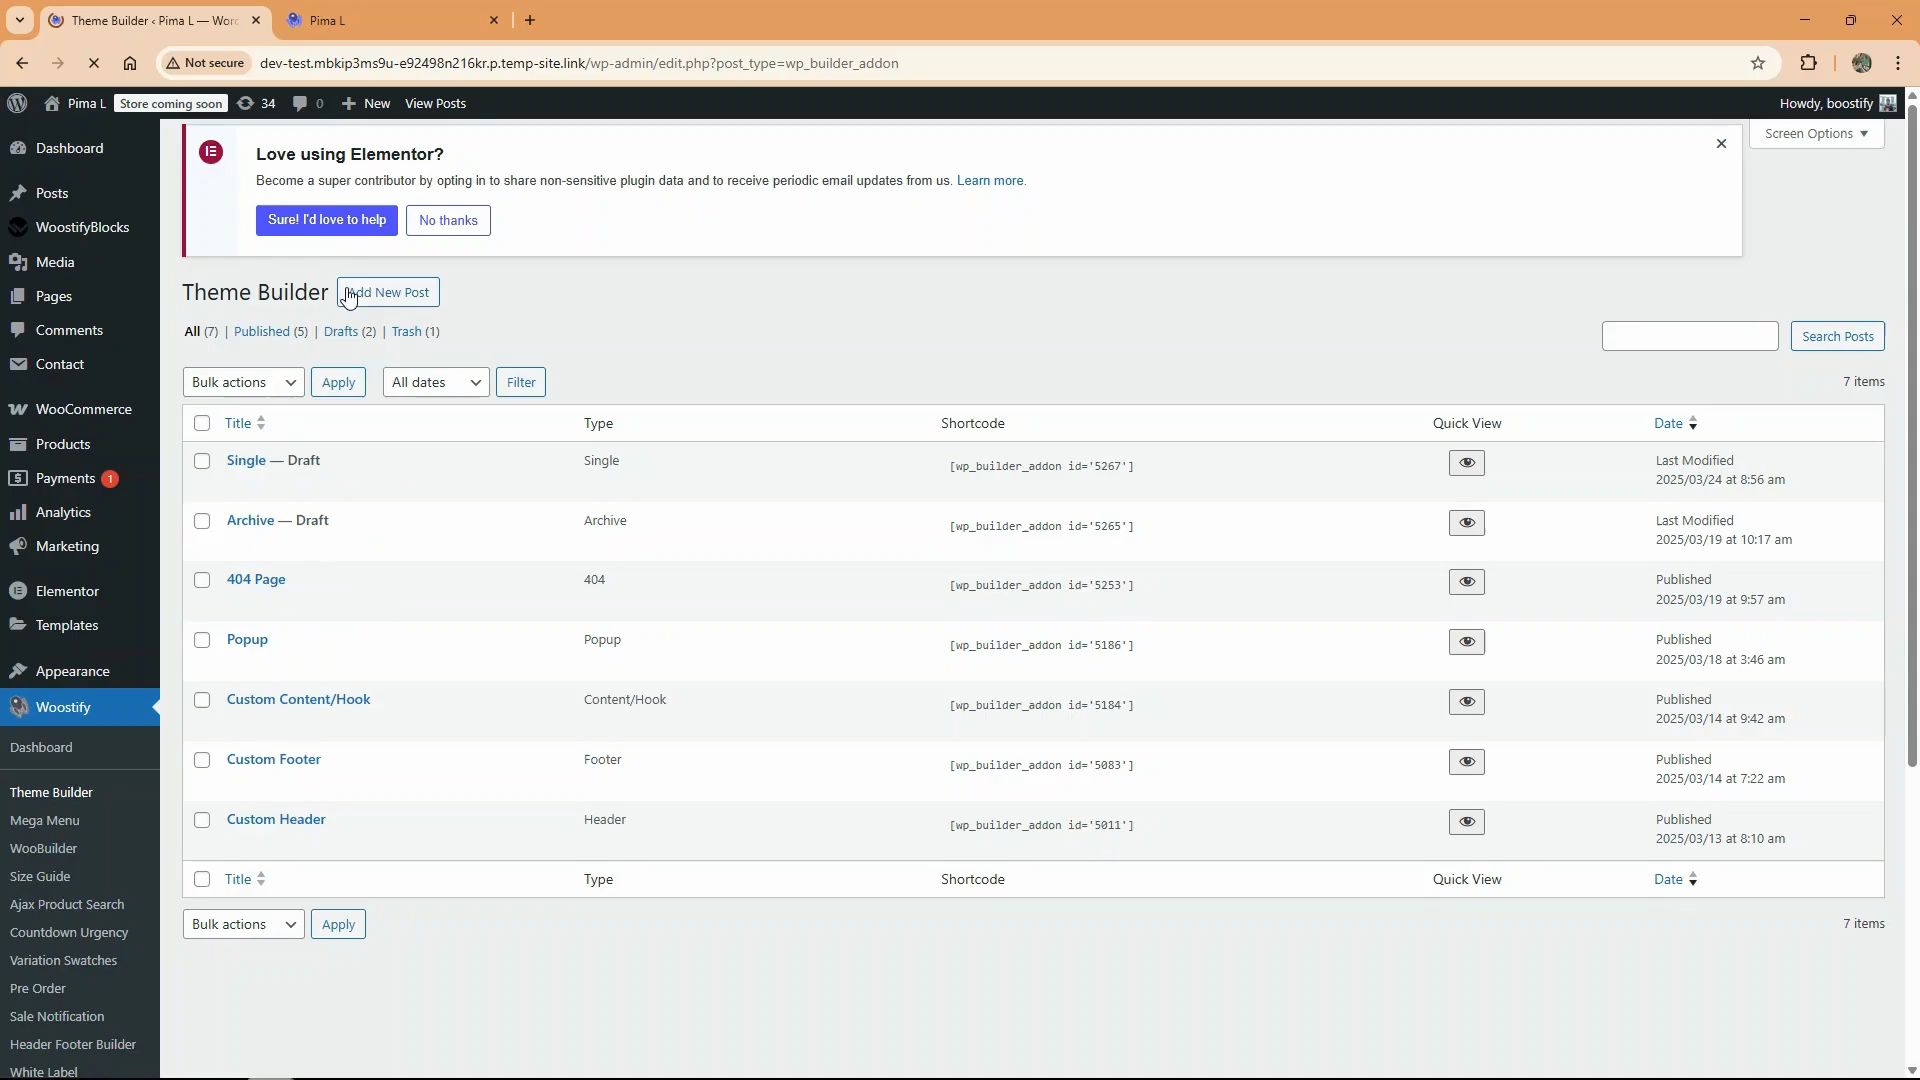 Theme Builder ‹ Pima L — Wor
Pima L
Not secure
dev-test.mbkip3ms9u-e92498n216kr.p.temp-site.link/wp-admin/edit.php?post_type=wp_builder_addon
Pima L
Store coming soon
34
0
New
View Posts
Howdy, boostify
Screen Options
Love using Elementor?
Become a super contributor by opting in to share non-sensitive plugin data and to receive periodic email updates from us. Learn more.
Sure! I'd love to help
No thanks
Dashboard
Posts
WoostifyBlocks
Media
Pages
Comments
Contact
WooCommerce
Products
Payments 1
Analytics
Marketing
Elementor
Templates
Appearance
Woostify
Dashboard
Theme Builder
Mega Menu
WooBuilder
Size Guide
Ajax Product Search
Countdown Urgency
Variation Swatches
Pre Order
Sale Notification
Header Footer Builder
White Label
Theme Builder
Add New Post
All (7) | Published (5) | Drafts (2) | Trash (1)
Search Posts
Bulk actions
Apply
All dates
Filter
7 items
Title Type Shortcode Quick View Date
Single — Draft Single [wp_builder_addon id='5267'] Last Modified
2025/03/24 at 8:56 am
Archive — Draft Archive [wp_builder_addon id='5265'] Last Modified
2025/03/19 at 10:17 am
404 Page 404 [wp_builder_addon id='5253'] Published
2025/03/19 at 9:57 am
Popup Popup [wp_builder_addon id='5186'] Published
2025/03/18 at 3:46 am
Custom Content/Hook Content/Hook [wp_builder_addon id='5184'] Published
2025/03/14 at 9:42 am
Custom Footer Footer [wp_builder_addon id='5083'] Published
2025/03/14 at 7:22 am
Custom Header Header [wp_builder_addon id='5011'] Published
2025/03/13 at 8:10 am
Title Type Shortcode Quick View Date
Bulk actions
Apply
7 items